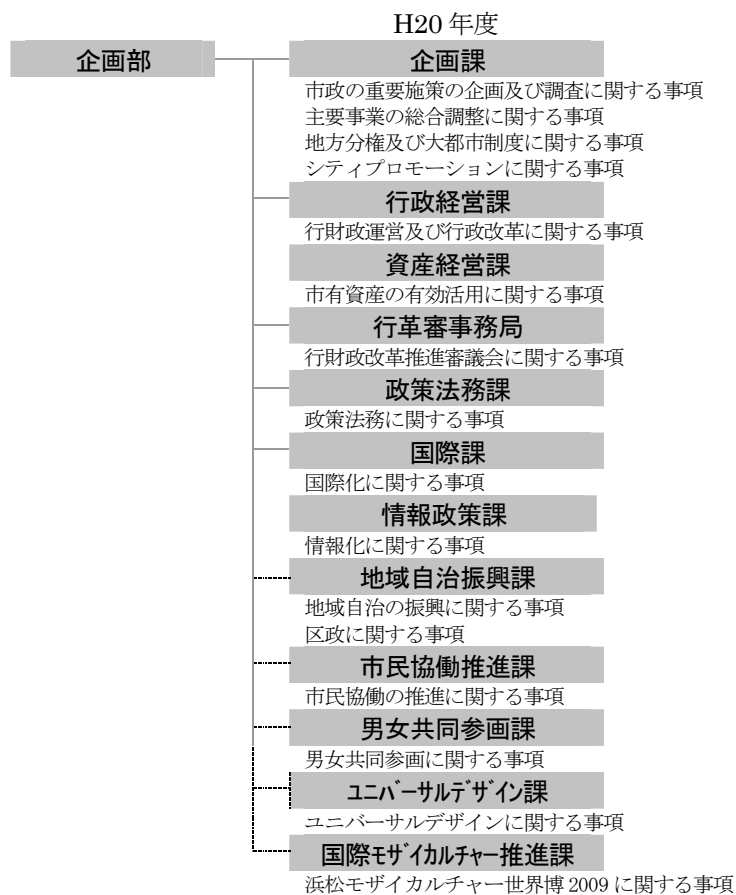 H20 年度
企画部
企画課
市政の重要施策の企画及び調査に関する事項
主要事業の総合調整に関する事項
地方分権及び大都市制度に関する事項
シティプロモーションに関する事項
行政経営課
行財政運営及び行政改革に関する事項
資産経営課
市有資産の有効活用に関する事項
行革審事務局
行財政改革推進審議会に関する事項
政策法務課
政策法務に関する事項
国際課
国際化に関する事項
情報政策課
情報化に関する事項
地域自治振興課
地域自治の振興に関する事項
区政に関する事項
市民協働推進課
市民協働の推進に関する事項
男女共同参画課
男女共同参画に関する事項
ﾕﾆﾊﾞｰｻﾙﾃﾞｻﾞｲﾝ課
ユニバーサルデザインに関する事項
国際ﾓｻﾞｲｶﾙﾁｬｰ推進課
浜松モザイカルチャー世界博 2009 に関する事項